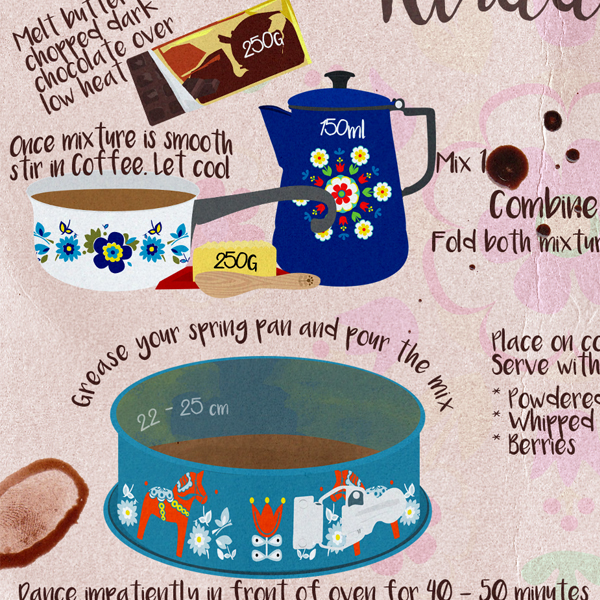 Melt butter
chopped dark
chocolate over
low heat
250G
150ml
Once mixture is smooth
stir in Coffee. Let cool
250G
Mix 1
Combine
Fold both mixtur
Grease your spring pan and pour the mix
22 - 25 cm
Place on co
Serve with
* Powdered
* Whipped
* Berries
Dance impatiently in front of oven for 40 - 50 minutes